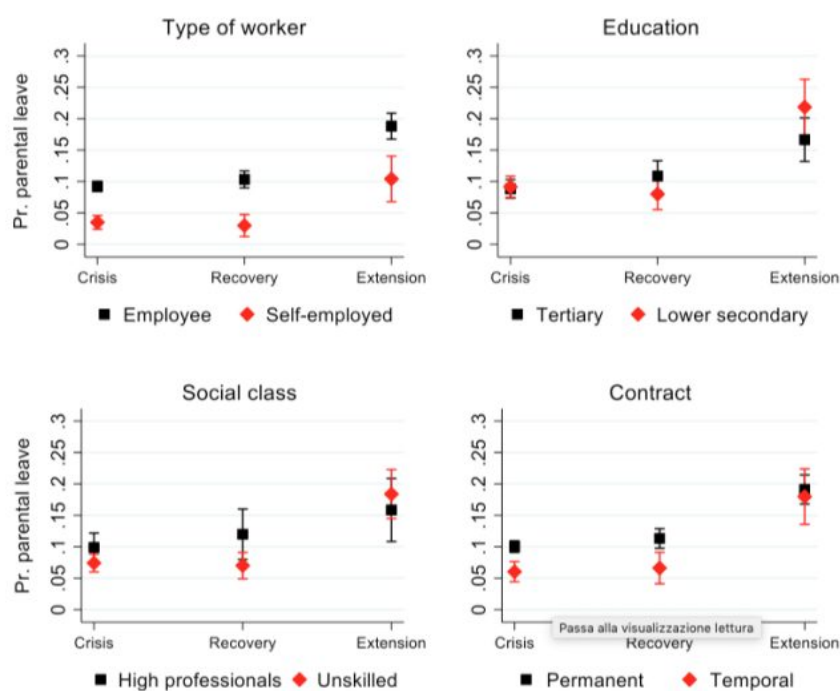 Type of worker
Education
Pr. parental leave
.3
.25
.2
.15
.1
.05
0
Crisis
Recovery
Extension
Employee
Self-employed
.3
.25
.2
.15
.1
.05
0
Crisis
Recovery
Extension
Tertiary
Lower secondary
Social class
Contract
Pr. parental leave
.3
.25
.2
.15
.1
.05
0
Crisis
Recovery
Extension
High professionals
Unskilled
.3
.25
.2
.15
.1
.05
0
Crisis
Passa alla visualizzazione lettura
Recovery
Extension
Permanent
Temporal